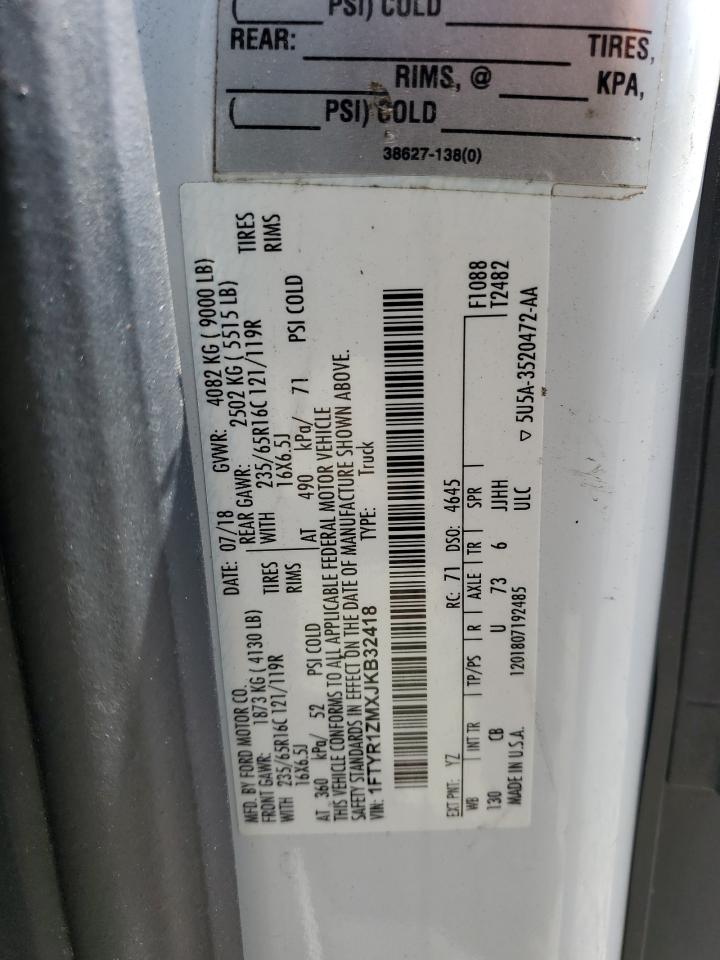 (____ PSI) COLD
REAR: TIRES,
RIMS, @ KPA,
(____ PSI) COLD
38627-138(0)
MFD. BY FORD MOTOR CO. DATE: 07/18 GVWR: 4082 KG ( 9000 LB)
FRONT GAWR: 1873 KG ( 4130 LB) REAR GAWR: 2502 KG ( 5515 LB)
WITH 235/65R16C 121/119R TIRES WITH 235/65R16C 121/119R TIRES
16X6.5J RIMS 16X6.5J RIMS
AT 360 kPa/ 52 PSI COLD AT 490 kPa/ 71 PSI COLD
THIS VEHICLE CONFORMS TO ALL APPLICABLE FEDERAL MOTOR VEHICLE
SAFETY STANDARDS IN EFFECT ON THE DATE OF MANUFACTURE SHOWN ABOVE.
VIN: 1FTYR1ZMXJKB32418 TYPE: Truck
F1088
T2482
EXT PNT: YZ RC: 71 DSO: 4645
WB INT TR TP/PS R AXLE TR SPR
130 CB U 73 6 JJHH
MADE IN U.S.A. 1201807192485 ULC
▽ 5U5A-3520472-AA